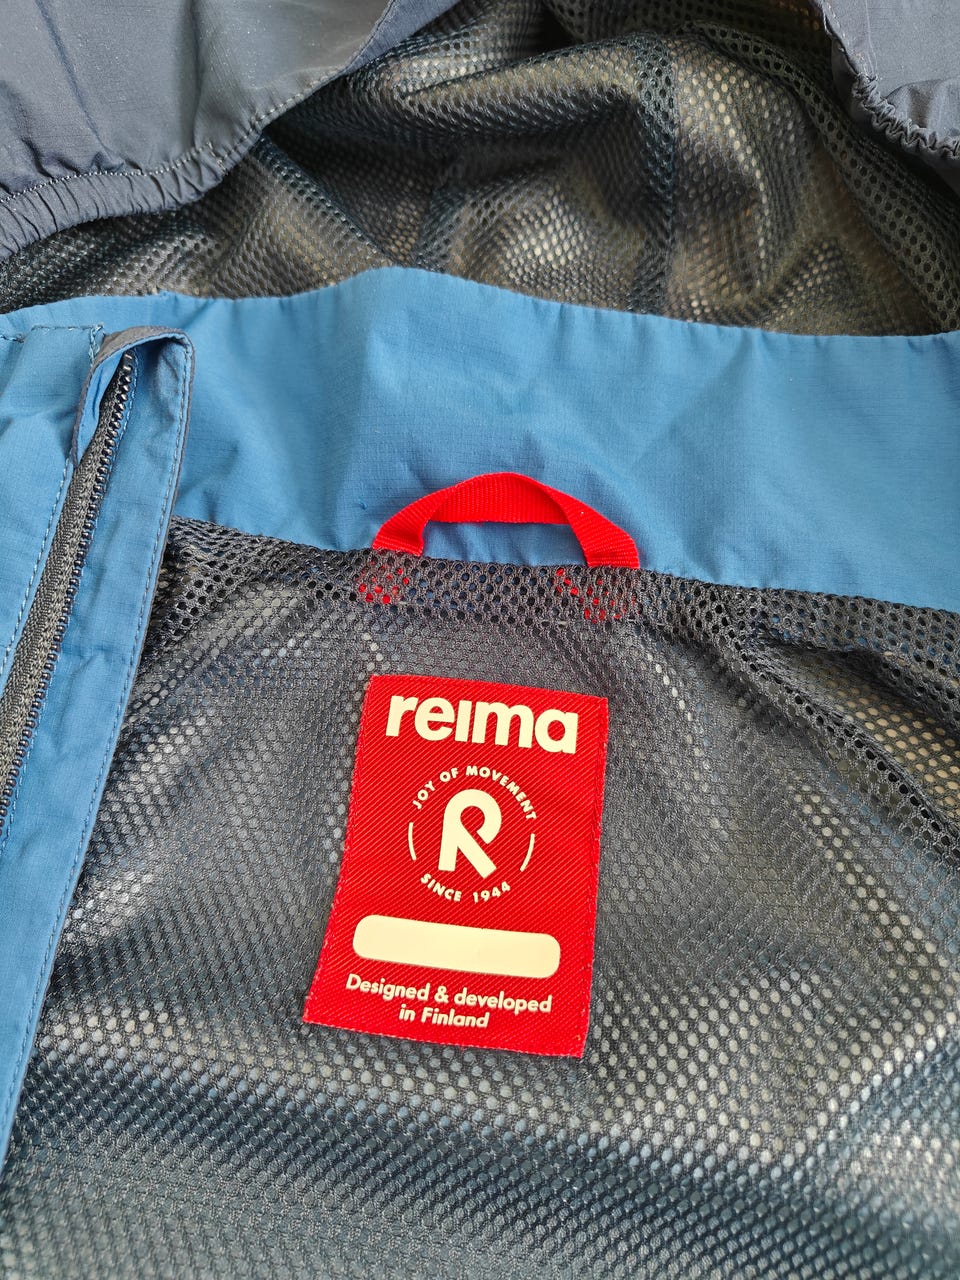 reima
JOY OF MOVEMENT
R
SINCE 1944
Designed & developed
in Finland